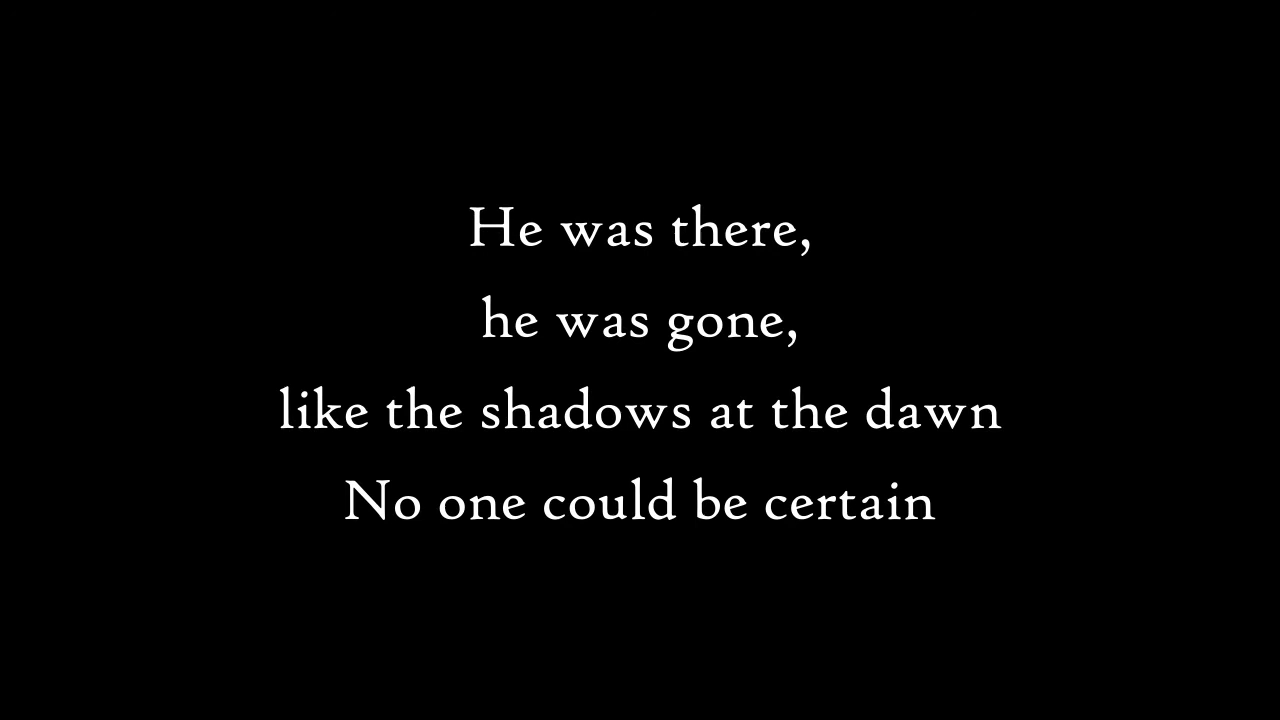 He was there,
he was gone,
like the shadows at the dawn
No one could be certain